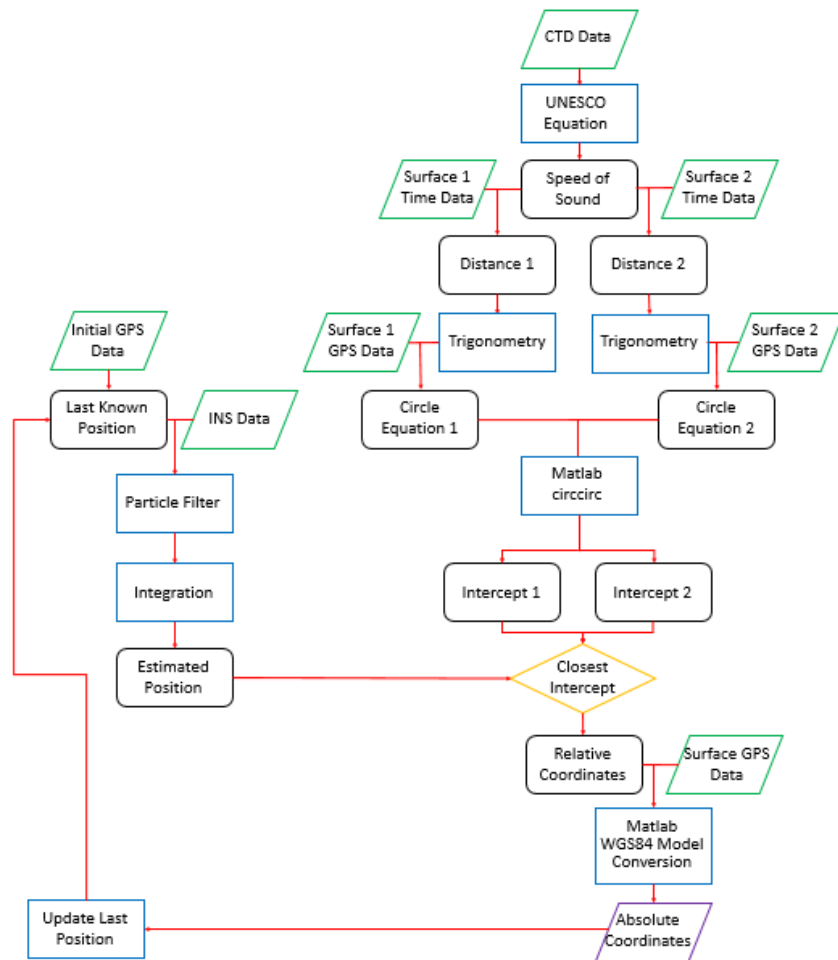 CTD Data
UNESCO
Equation
Surface 1
Time Data
Speed of
Sound
Surface 2
Time Data
Distance 1
Distance 2
Initial GPS
Data
Surface 1
GPS Data
Trigonometry
Trigonometry
Surface 2
GPS Data
Last Known
Position
INS Data
Circle
Equation 1
Circle
Equation 2
Matlab
circcirc
Particle Filter
Integration
Intercept 1
Intercept 2
Estimated
Position
Closest
Intercept
Relative
Coordinates
Surface GPS
Data
Matlab
WGS84 Model
Conversion
Update Last
Position
Absolute
Coordinates